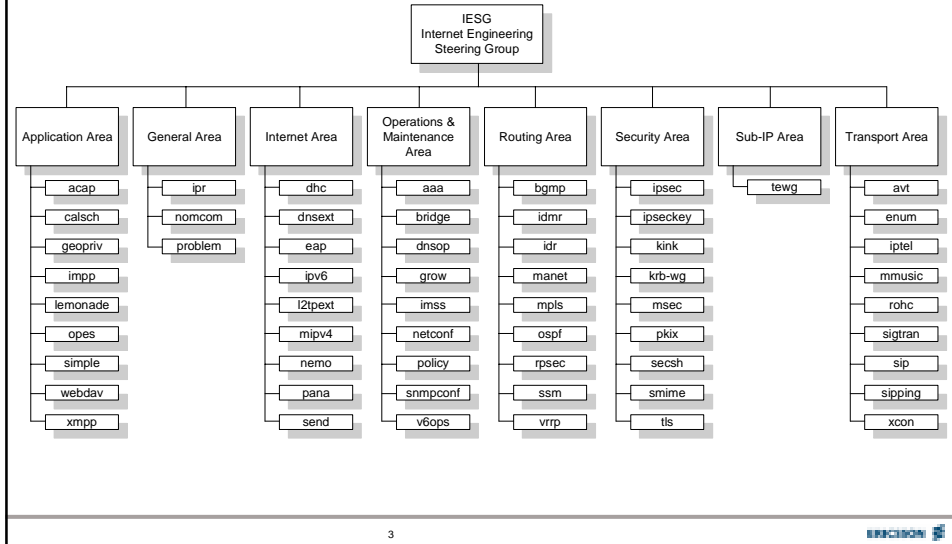 IESG
Internet Engineering
Steering Group
Application Area
acap
calsch
geopriv
impp
lemonade
opes
simple
webdav
xmpp
General Area
ipr
nomcom
problem
Internet Area
dhc
dnsext
eap
ipv6
l2tpext
mipv4
nemo
pana
send
Operations &
Maintenance
Area
aaa
bridge
dnsop
grow
imss
netconf
policy
snmpconf
v6ops
Routing Area
bgmp
idmr
idr
manet
mpls
ospf
rpsec
ssm
vrrp
Security Area
ipsec
ipseckey
kink
krb-wg
msec
pkix
secsh
smime
tls
Sub-IP Area
tewg
Transport Area
avt
enum
iptel
mmusic
rohc
sigtran
sip
sipping
xcon
3
ERICSSON